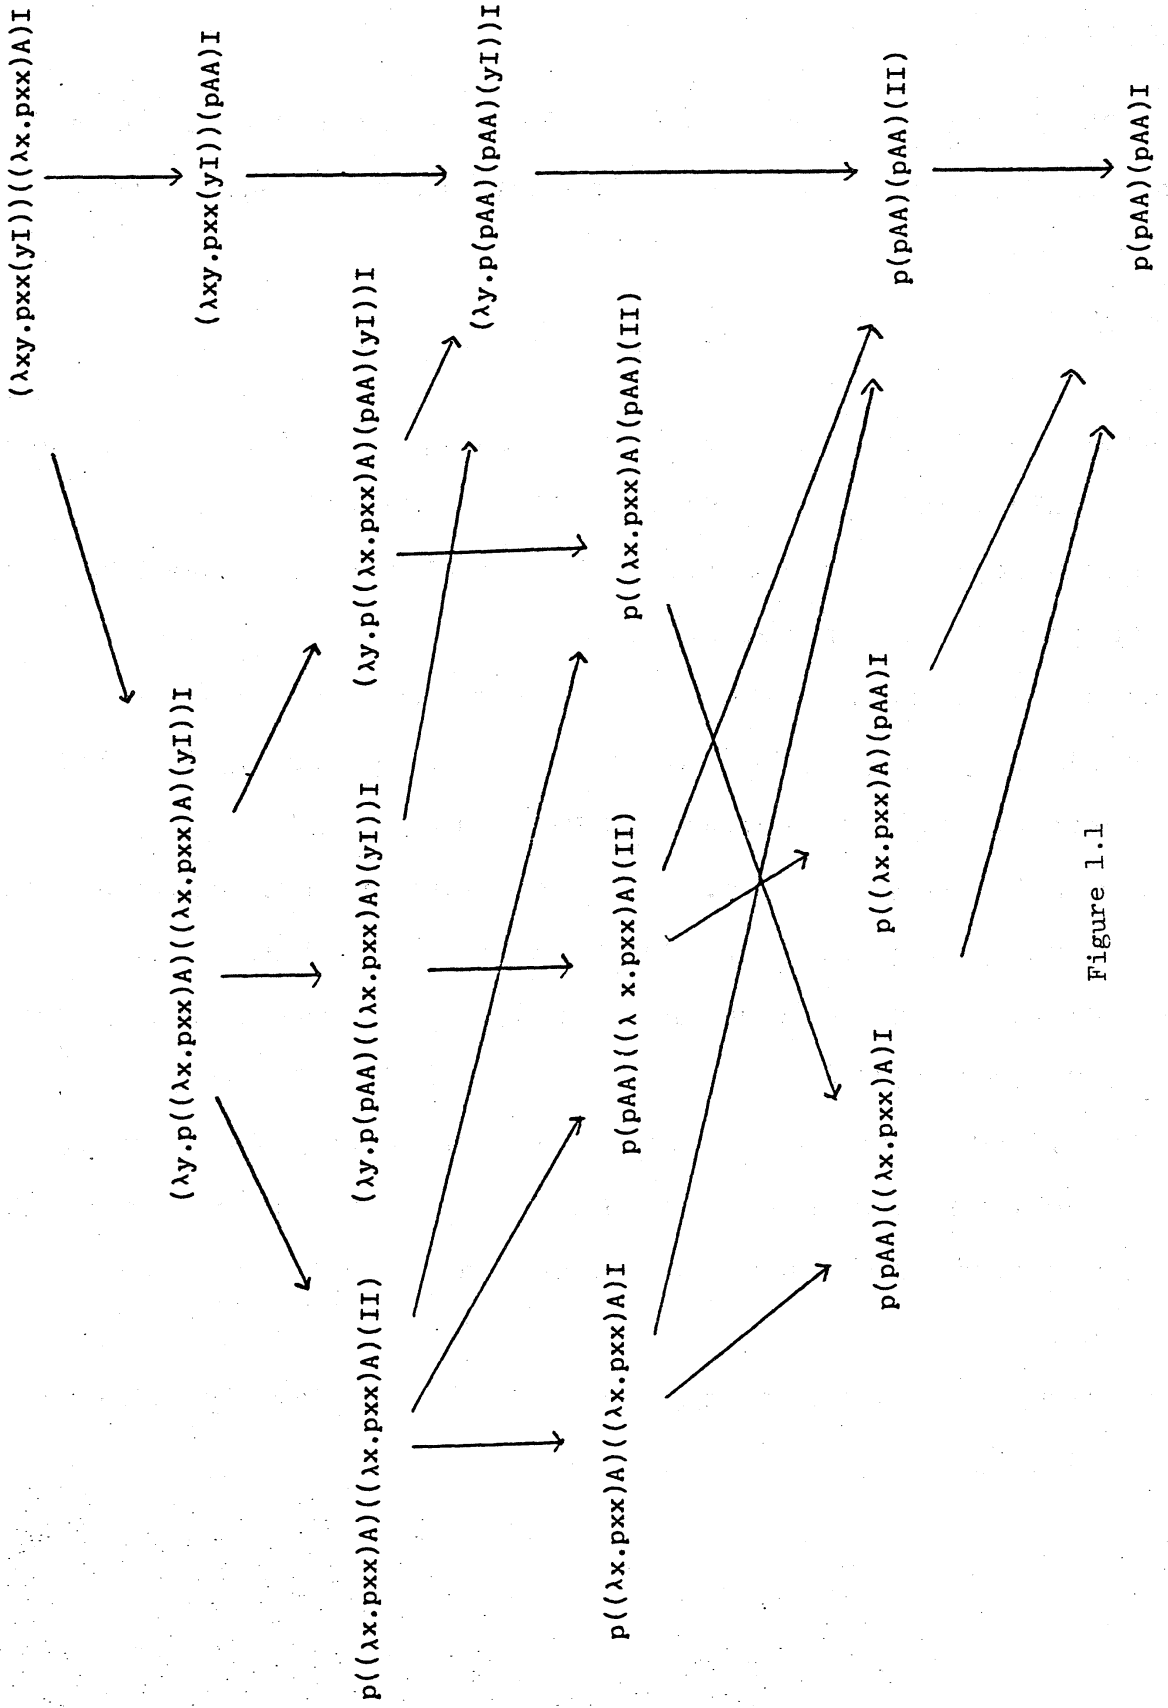 (λxy.pxx(yI))((λx.pxx)A)I
(λy.p((λx.pxx)A)((λx.pxx)A)(yI))I
(λxy.pxx(yI))(pAA)I
p((λx.pxx)A)((λx.pxx)A)(II)
(λy.p(pAA)((λx.pxx)A)(yI))I
(λy.p((λx.pxx)A)(pAA)(yI))I
(λy.p(pAA)(pAA)(yI))I
p((λx.pxx)A)((λx.pxx)A)I
p(pAA)((λ x.pxx)A)(II)
p((λx.pxx)A)(pAA)(II)
p(pAA)((λx.pxx)A)I
p((λx.pxx)A)(pAA)I
p(pAA)(pAA)(II)
p(pAA)(pAA)I
Figure 1.1